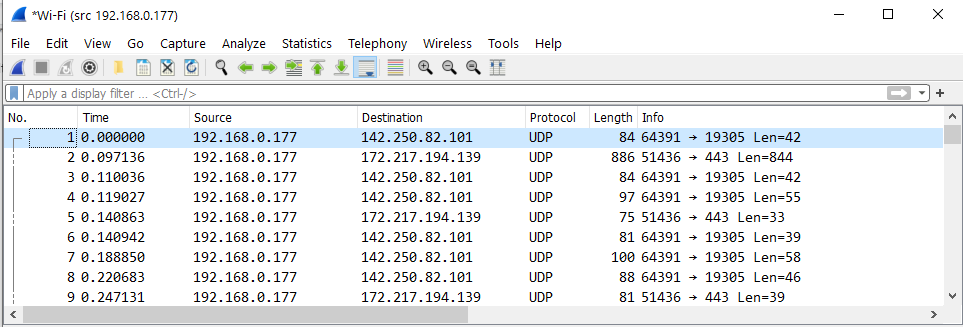 *Wi-Fi (src 192.168.0.177)
File Edit View Go Capture Analyze Statistics Telephony Wireless Tools Help
Apply a display filter ... <Ctrl-/>
No. Time Source Destination Protocol Length Info
1 0.000000 192.168.0.177 142.250.82.101 UDP 84 64391 → 19305 Len=42
2 0.097136 192.168.0.177 172.217.194.139 UDP 886 51436 → 443 Len=844
3 0.110036 192.168.0.177 142.250.82.101 UDP 84 64391 → 19305 Len=42
4 0.119027 192.168.0.177 142.250.82.101 UDP 97 64391 → 19305 Len=55
5 0.140863 192.168.0.177 172.217.194.139 UDP 75 51436 → 443 Len=33
6 0.140942 192.168.0.177 142.250.82.101 UDP 81 64391 → 19305 Len=39
7 0.188850 192.168.0.177 142.250.82.101 UDP 100 64391 → 19305 Len=58
8 0.220683 192.168.0.177 142.250.82.101 UDP 88 64391 → 19305 Len=46
9 0.247131 192.168.0.177 172.217.194.139 UDP 81 51436 → 443 Len=39